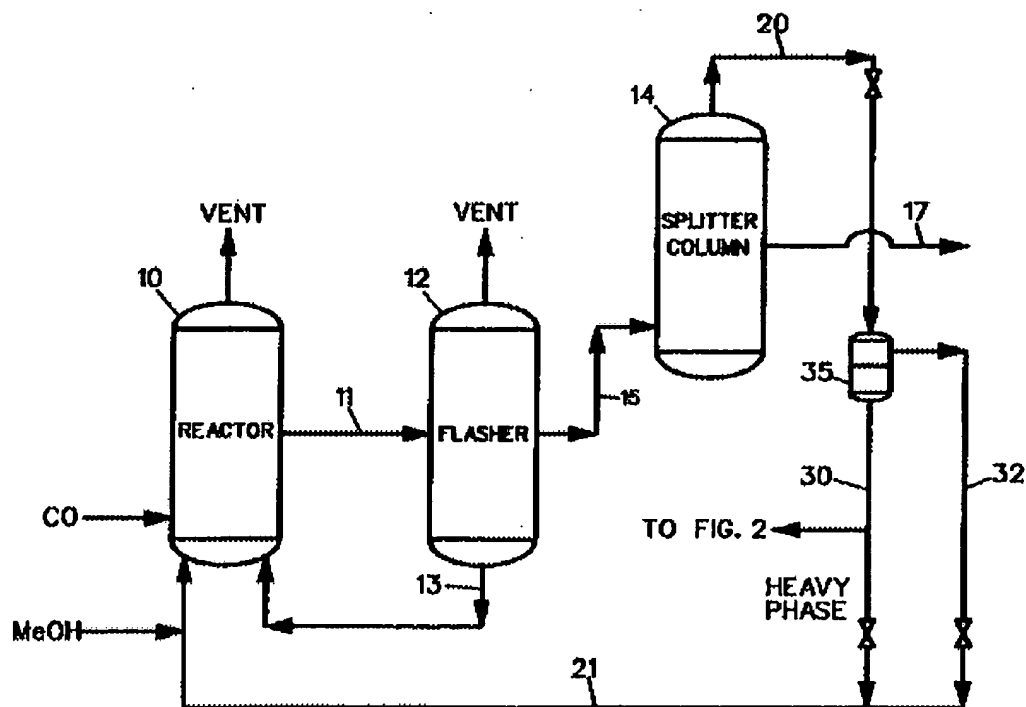 20
14
SPLITTER
COLUMN
17
VENT
VENT
10
12
35
11
15
REACTOR
FLASHER
30
32
CO
TO FIG. 2
13
HEAVY
PHASE
MeOH
21